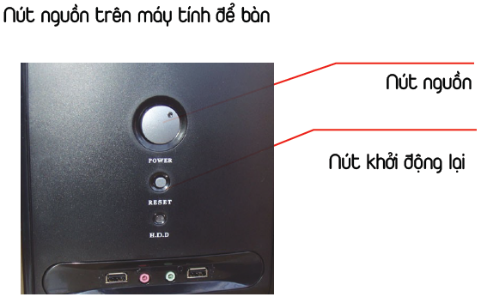 Nút nguồn trên máy tính để bàn
Nút nguồn
POWER
Nút khởi động lại
RESET
H.D.D